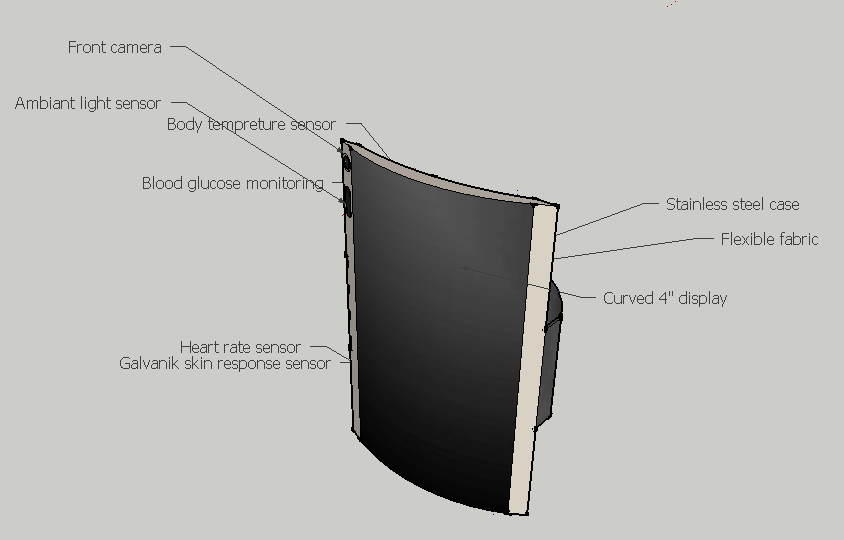 Front camera
Ambiant light sensor
Body tempreture sensor
Blood glucose monitoring
Stainless steel case
Flexible fabric
Curved 4" display
Heart rate sensor
Galvanik skin response sensor